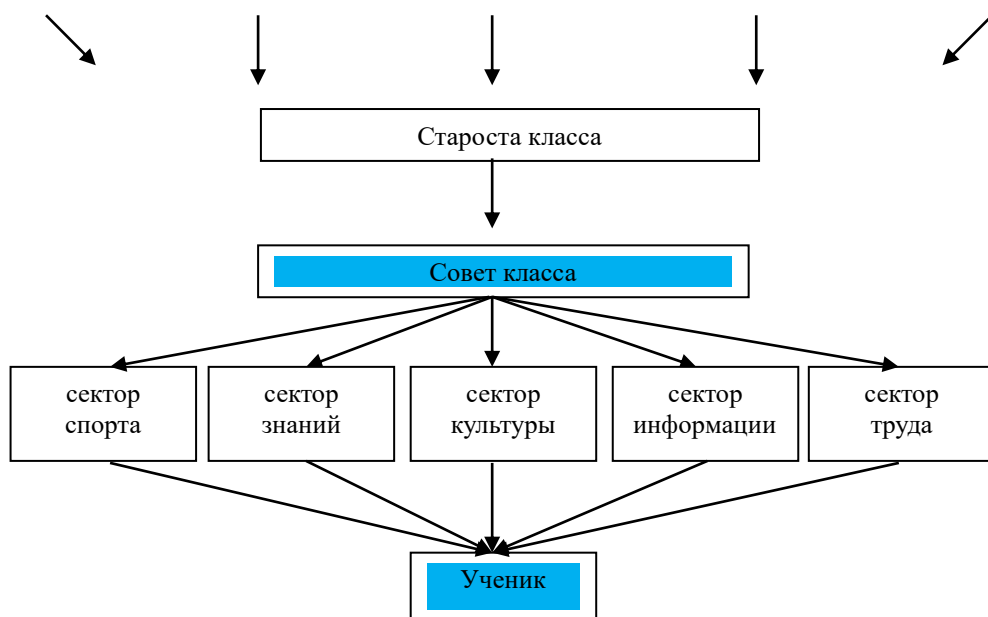 Староста класса
Совет класса
сектор
спорта
сектор
знаний
сектор
культуры
сектор
информации
сектор
труда
Ученик